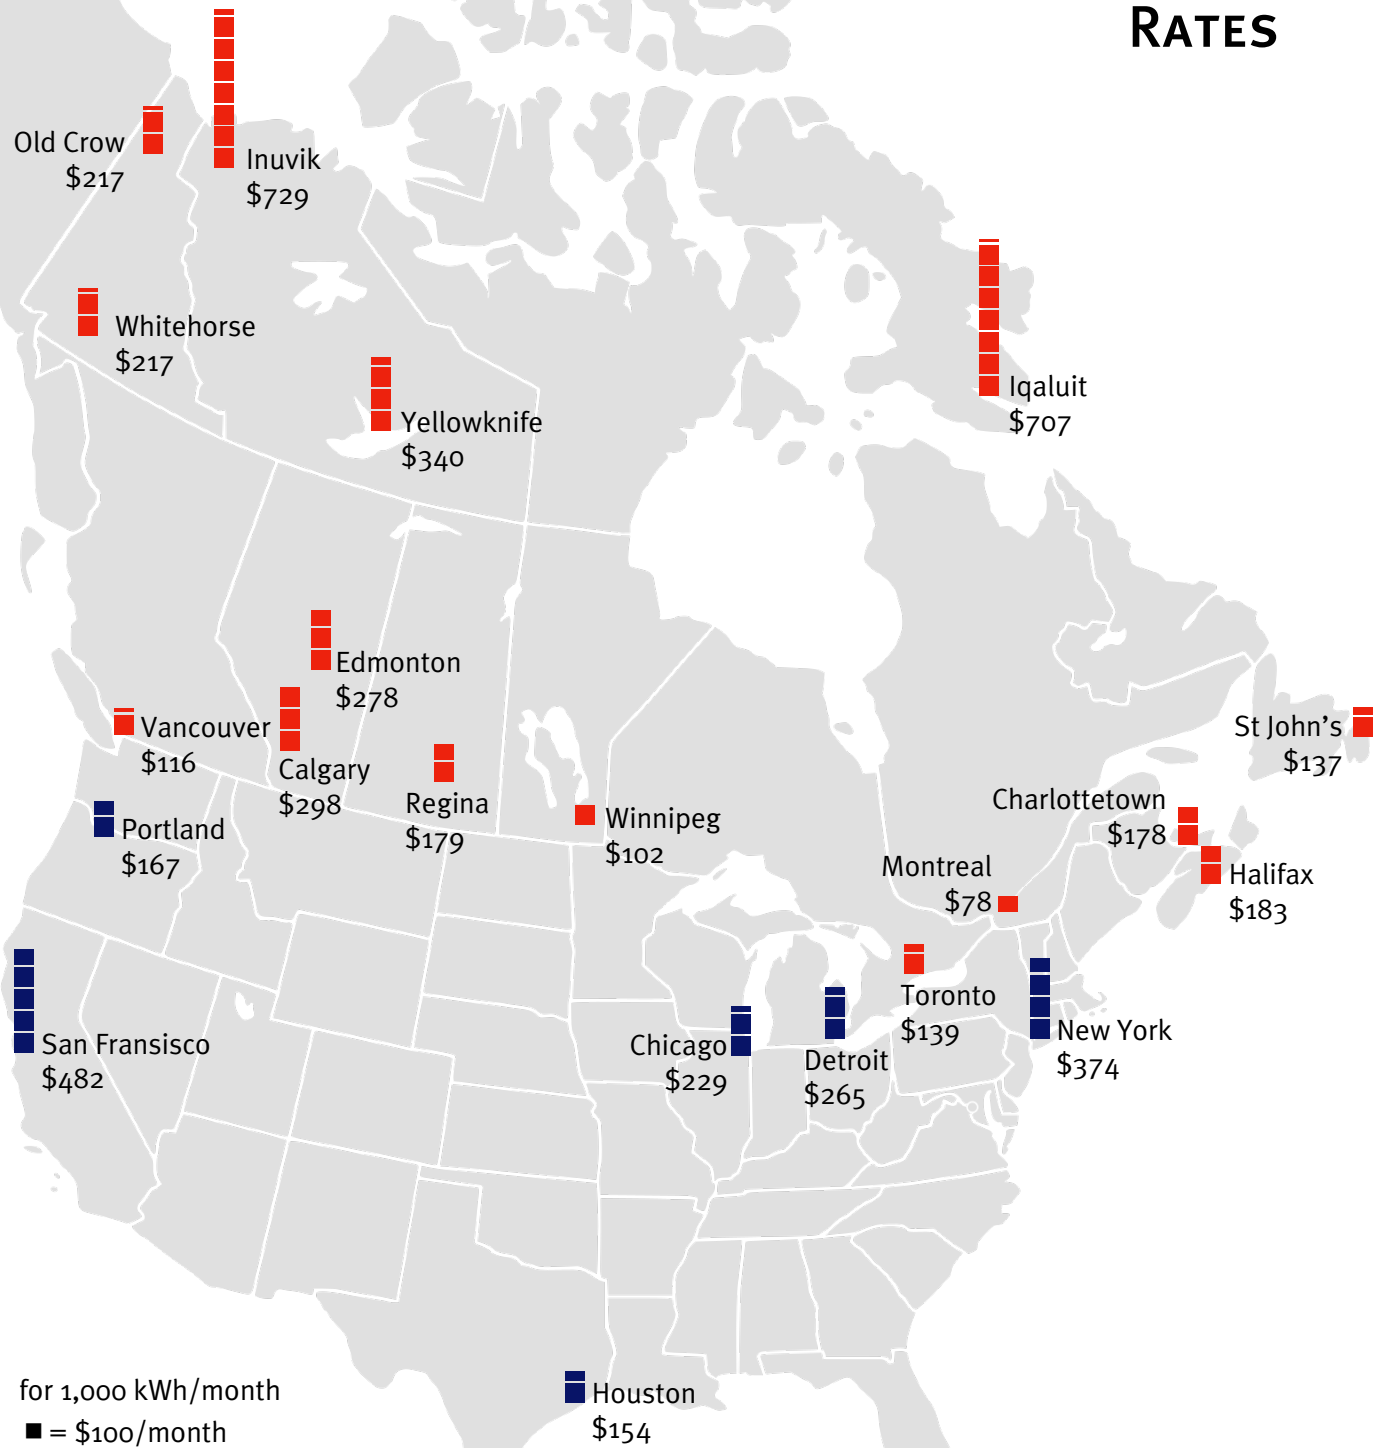 RATES
Old Crow
$217
Inuvik
$729
Whitehorse
$217
Yellowknife
$340
Iqaluit
$707
Edmonton
$278
Vancouver
$116
Calgary
$298
Regina
$179
Winnipeg
$102
St John's
$137
Charlottetown
$178
Portland
$167
Montreal
$78
Halifax
$183
Toronto
$139
San Fransisco
$482
Chicago
$229
Detroit
$265
New York
$374
Houston
$154
for 1,000 kWh/month
■ = $100/month